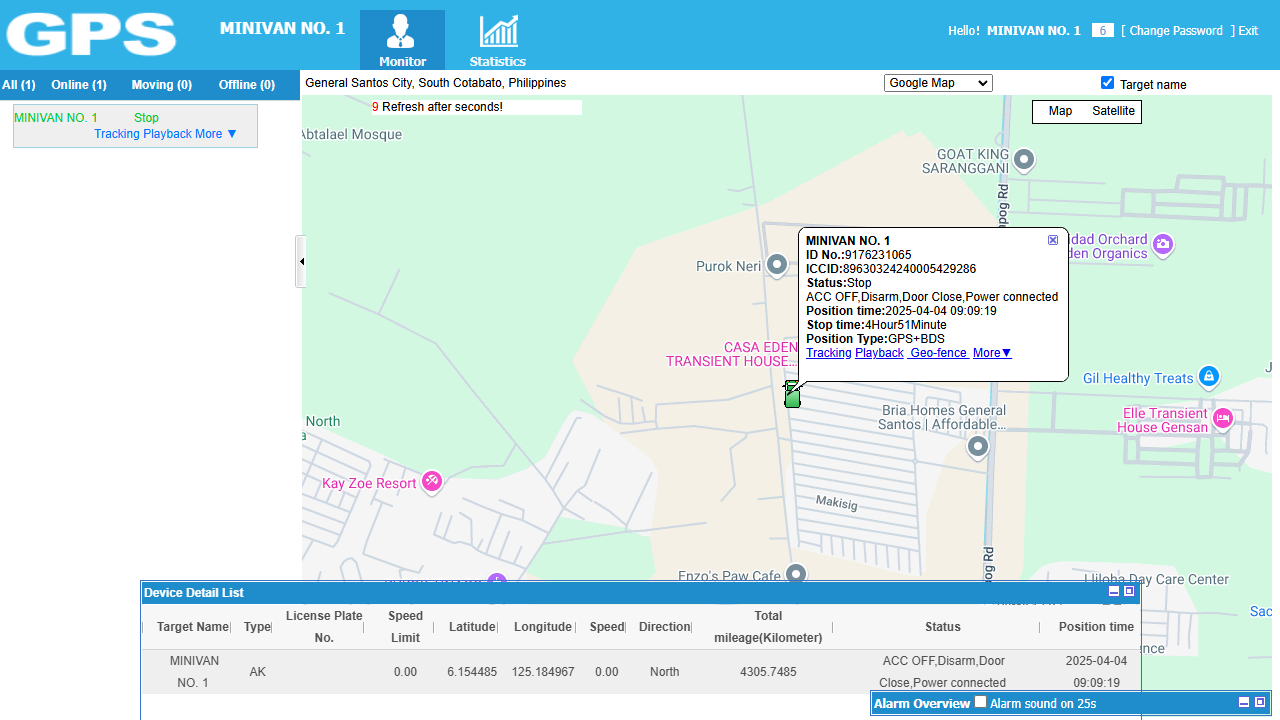 GPS
MINIVAN NO. 1
Monitor
Statistics
Hello! MINIVAN NO. 1 6 [ Change Password ] Exit
All (1) Online (1) Moving (0) Offline (0)
General Santos City, South Cotabato, Philippines
Google Map
Target name
MINIVAN NO. 1 Stop
Tracking Playback More ▼
9 Refresh after seconds!
Map Satellite
Abtalael Mosque
GOAT KING
SARANGGANI
Purok Neri
CASA EDEN
TRANSIENT HOUSE...
MINIVAN NO. 1
ID No.:9176231065
ICCID:89630324240005429286
Status:Stop
ACC OFF,Disarm,Door Close,Power connected
Position time:2025-04-04 09:09:19
Stop time:4Hour51Minute
Position Type:GPS+BDS
Tracking Playback Geo-fence More▼
Orchard
Organics
Gil Healthy Treats
Bria Homes General
Santos | Affordable...
Elle Transient
House Gensan
North
Kay Zoe Resort
Makisig
Rd
Enzo's Paw Cafe
Rd
Liloha Day Care Center
Device Detail List
Target Name Type License Plate No. Speed Limit Latitude Longitude Speed Direction Total mileage(Kilometer) Status Position time
MINIVAN NO. 1 AK 0.00 6.154485 125.184967 0.00 North 4305.7485 ACC OFF,Disarm,Door Close,Power connected 2025-04-04 09:09:19
Alarm Overview Alarm sound on 25s